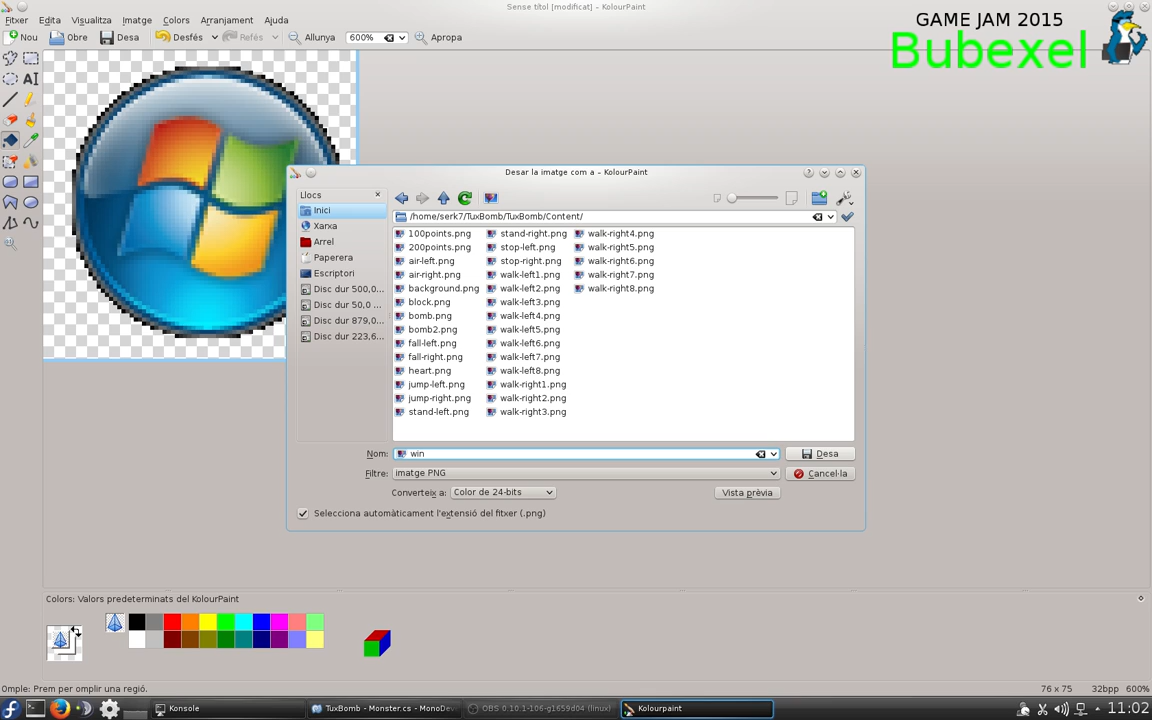 Sense títol [modificat] – KolourPaint
Fitxer Edita Visualitza Imatge Colors Arranjament Ajuda
Nou Obre Desa Desfés Refés Allunya 600% Apropa
GAME JAM 2015
Bubexel
Desar la imatge com a – KolourPaint
Llocs
Inici
Xarxa
Arrel
Paperera
Escriptori
Disc dur 500,0...
Disc dur 50,0 ...
Disc dur 879,0...
Disc dur 223,6...
/home/serk7/TuxBomb/TuxBomb/Content/
100points.png stand-right.png walk-right4.png
200points.png stop-left.png walk-right5.png
air-left.png stop-right.png walk-right6.png
air-right.png walk-left1.png walk-right7.png
background.png walk-left2.png walk-right8.png
block.png walk-left3.png
bomb.png walk-left4.png
bomb2.png walk-left5.png
fall-left.png walk-left6.png
fall-right.png walk-left7.png
heart.png walk-left8.png
jump-left.png walk-right1.png
jump-right.png walk-right2.png
stand-left.png walk-right3.png
Nom: win Desa
Filtre: imatge PNG Cancel·la
Converteix a: Color de 24-bits Vista prèvia
Selecciona automàticament l'extensió del fitxer (.png)
Colors: Valors predeterminats del KolourPaint
Omple: Prem per omplir una regió. 76 x 75 32bpp 600%
Konsole TuxBomb - Monster.cs - MonoDev OBS 0.10.1-106-g1659d04 (linux) Kolourpaint 11:02